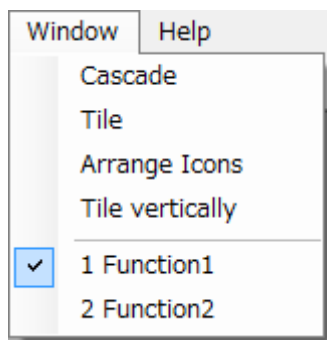 Window Help
Cascade
Tile
Arrange Icons
Tile vertically
1 Function1
2 Function2